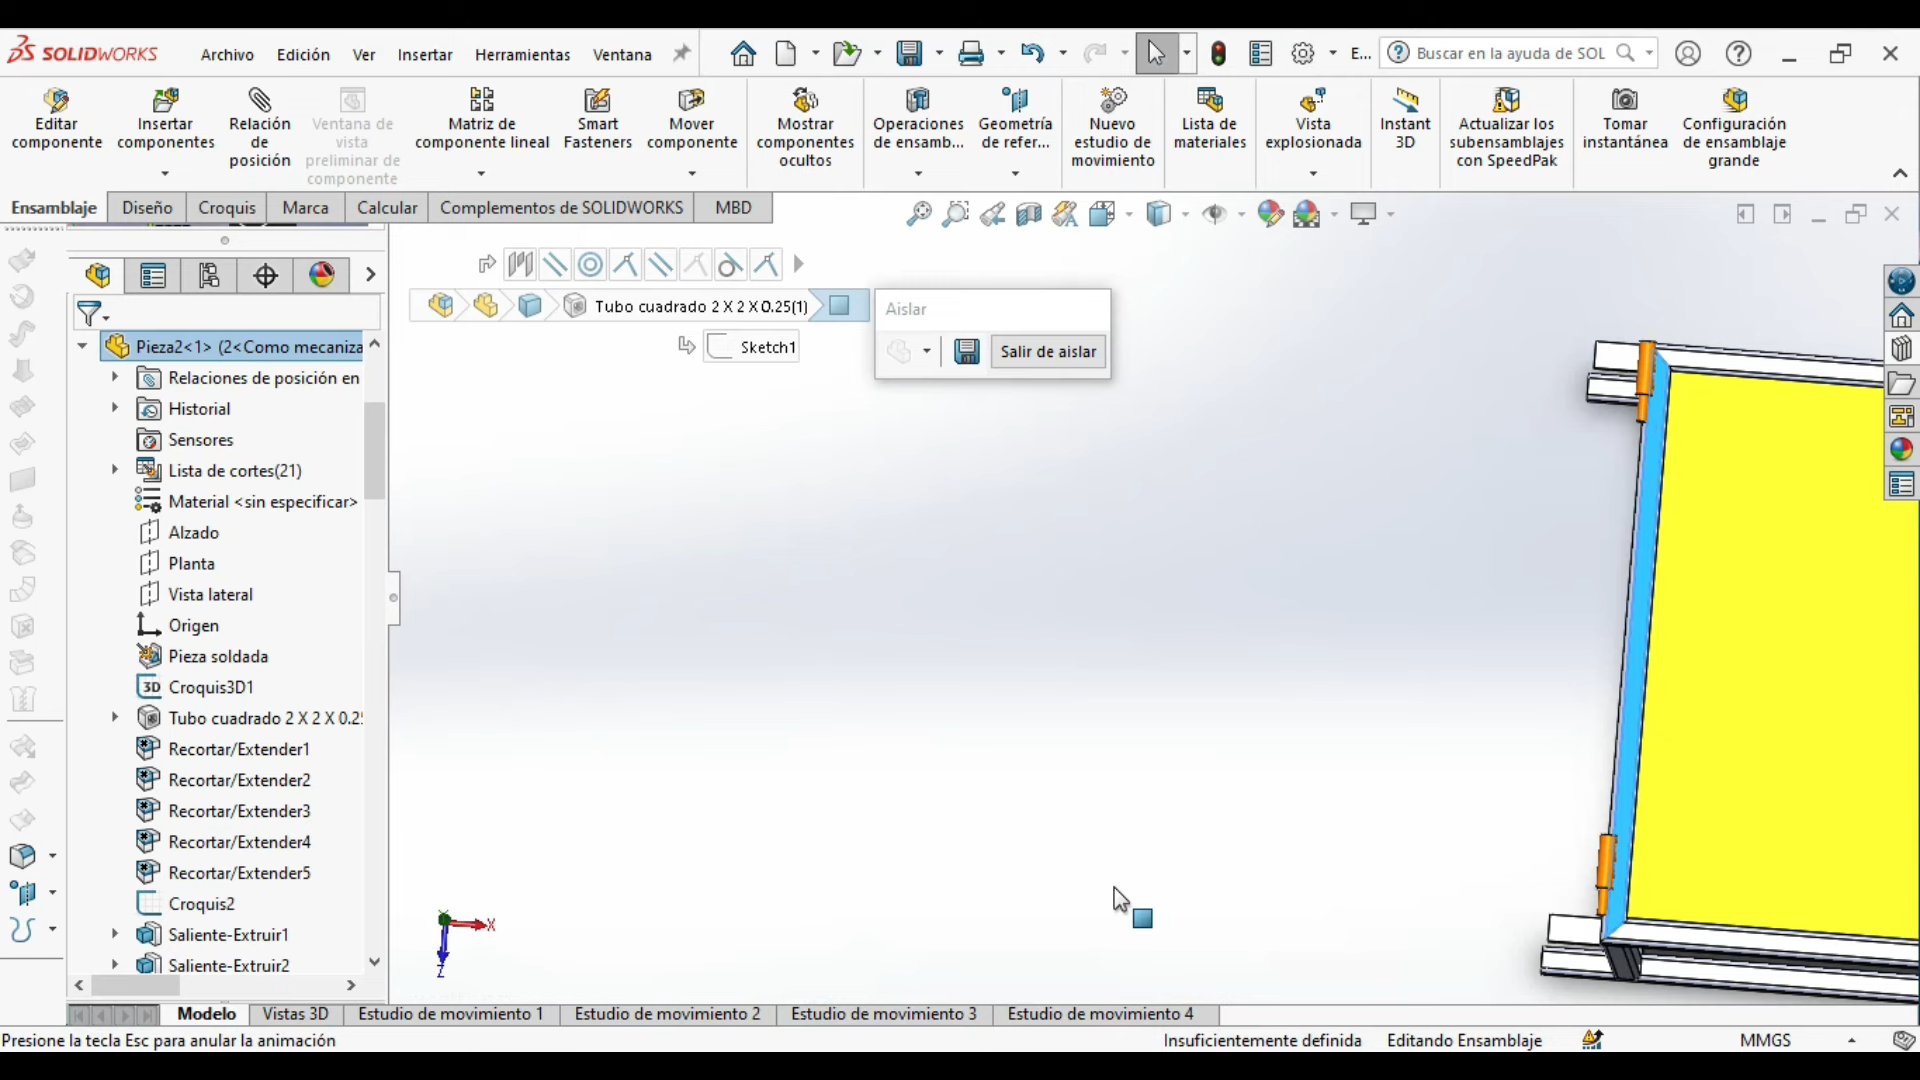 SOLIDWORKS
Archivo Edición Ver Insertar Herramientas Ventana
E...
Buscar en la ayuda de SOL
Editar
componente
Insertar
componentes
Relación
de
posición
Ventana de
vista
preliminar de
componente
Matriz de
componente lineal
Smart
Fasteners
Mover
componente
Mostrar
componentes
ocultos
Operaciones
de ensamb...
Geometría
de refer...
Nuevo
estudio de
movimiento
Lista de
materiales
Vista
explosionada
Instant
3D
Actualizar los
subensamblajes
con SpeedPak
Tomar
instantánea
Configuración
de ensamblaje
grande
Ensamblaje Diseño Croquis Marca Calcular Complementos de SOLIDWORKS MBD
Tubo cuadrado 2 X 2 X 0.25(1)
Sketch1
Aislar
Salir de aislar
Pieza2<1> (2<Como mecaniza
Relaciones de posición en
Historial
Sensores
Lista de cortes(21)
Material <sin especificar>
Alzado
Planta
Vista lateral
Origen
Pieza soldada
3D Croquis3D1
Tubo cuadrado 2 X 2 X 0.25
Recortar/Extender1
Recortar/Extender2
Recortar/Extender3
Recortar/Extender4
Recortar/Extender5
Croquis2
Saliente-Extruir1
Saliente-Extruir2
Y
X
Z
Modelo Vistas 3D Estudio de movimiento 1 Estudio de movimiento 2 Estudio de movimiento 3 Estudio de movimiento 4
Presione la tecla Esc para anular la animación
Insuficientemente definida Editando Ensamblaje MMGS